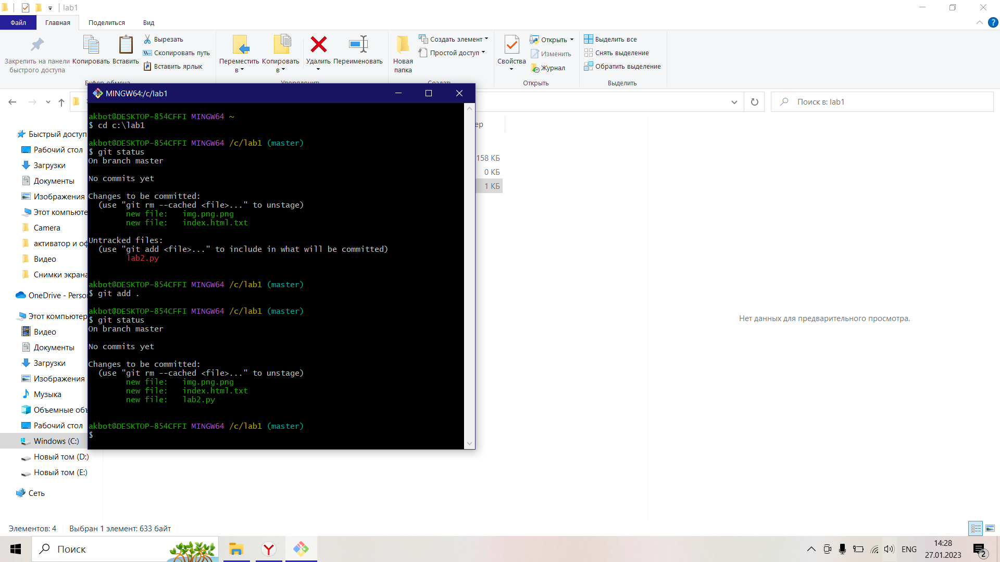 lab1
Файл Главная Поделиться Вид
Закрепить на панели быстрого доступа
Копировать
Вставить
Вырезать
Скопировать путь
Вставить ярлык
Буфер обмена
Переместить в
Копировать в
Удалить
Переименовать
Упорядочить
Новая папка
Создать элемент
Простой доступ
Создать
Свойства
Открыть
Изменить
Журнал
Открыть
Выделить все
Снять выделение
Обратить выделение
Выделить
Поиск в: lab1
ер
158 КБ
0 КБ
1 КБ
Быстрый доступ
Рабочий стол
Загрузки
Документы
Изображения
Этот компьюте
Camera
активатор и оф
Видео
Снимки экрана
OneDrive - Perso
Этот компьютер
Видео
Документы
Загрузки
Изображения
Музыка
Объемные объ
Рабочий стол
Windows (C:)
Новый том (D:)
Новый том (E:)
Сеть
MINGW64:/c/lab1
akbot@DESKTOP-854CFFI MINGW64 ~
$ cd c:\lab1
akbot@DESKTOP-854CFFI MINGW64 /c/lab1 (master)
$ git status
On branch master
No commits yet
Changes to be committed:
(use "git rm --cached <file>..." to unstage)
new file: img.png.png
new file: index.html.txt
Untracked files:
(use "git add <file>..." to include in what will be committed)
lab2.py
akbot@DESKTOP-854CFFI MINGW64 /c/lab1 (master)
$ git add .
akbot@DESKTOP-854CFFI MINGW64 /c/lab1 (master)
$ git status
On branch master
No commits yet
Changes to be committed:
(use "git rm --cached <file>..." to unstage)
new file: img.png.png
new file: index.html.txt
new file: lab2.py
akbot@DESKTOP-854CFFI MINGW64 /c/lab1 (master)
$
Нет данных для предварительного просмотра.
Элементов: 4 Выбран 1 элемент: 633 байт
Поиск
ENG
14:28
27.01.2023
2